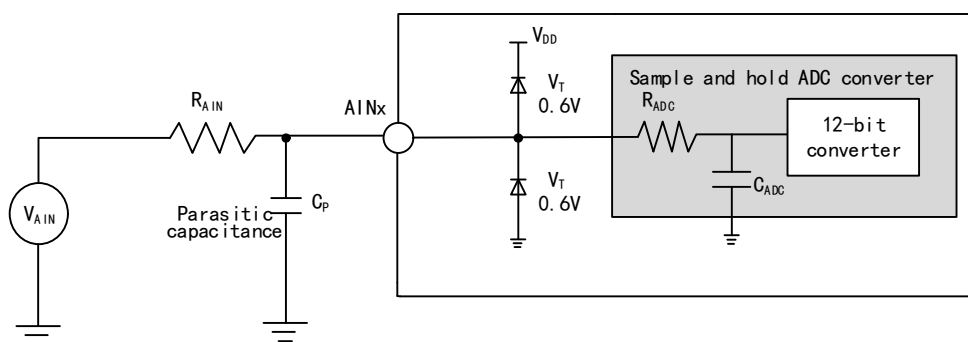 V_DD
Sample and hold ADC converter
R_AIN
AINx
V_T
0.6V
R_ADC
12-bit
converter
V_AIN
Parasitic
capacitance
C_P
V_T
0.6V
C_ADC